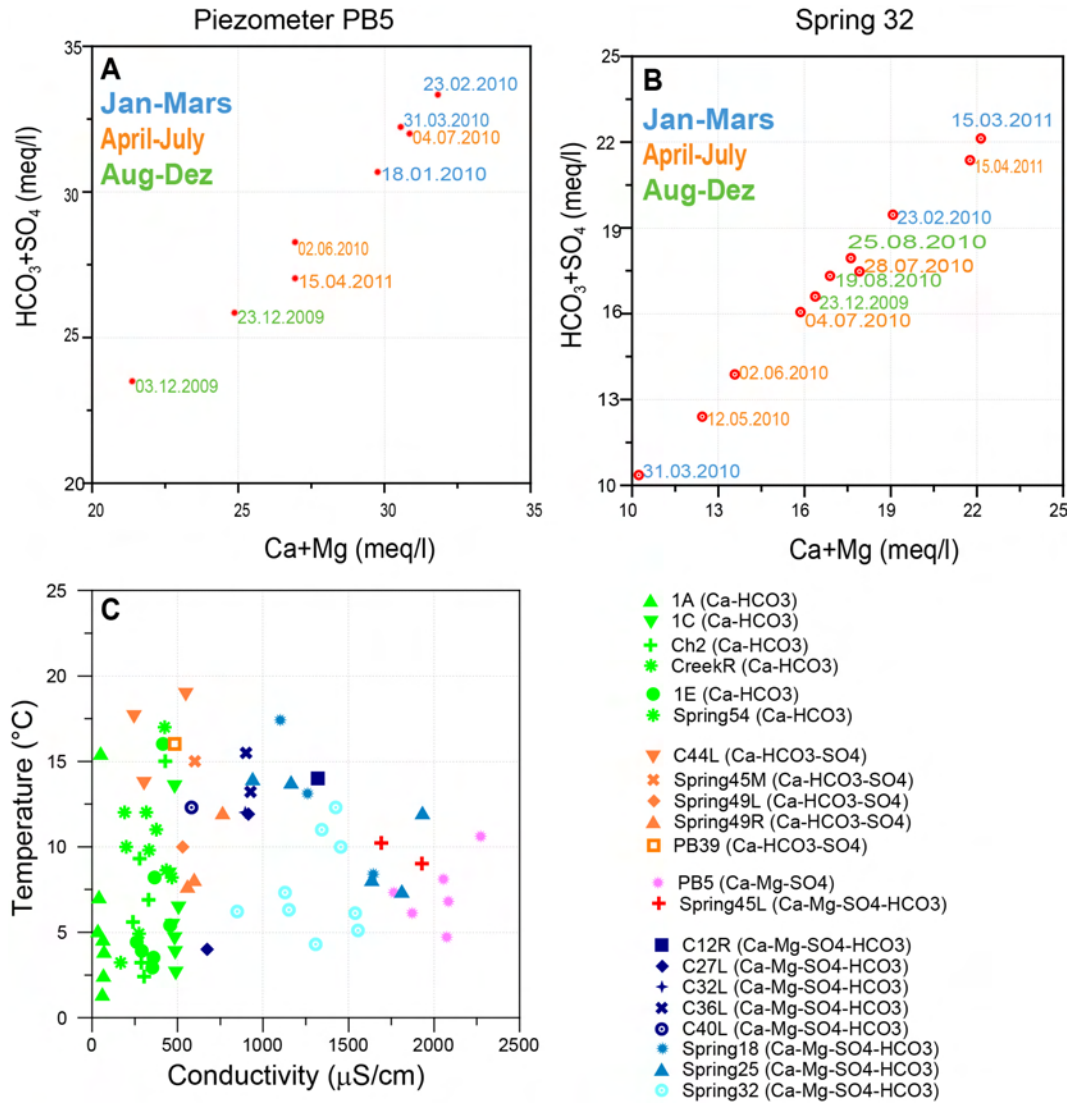 Piezometer PB5
Spring 32
A
Jan-Mars
April-July
Aug-Dez
23.02.2010
31.03.2010
04.07.2010
18.01.2010
02.06.2010
15.04.2011
23.12.2009
03.12.2009
35
30
25
20
HCO3+SO4 (meq/l)
20
25
30
35
Ca+Mg (meq/l)
B
Jan-Mars
April-July
Aug-Dez
15.03.2011
15.04.2011
23.02.2010
25.08.2010
28.07.2010
19.08.2010
23.12.2009
04.07.2010
02.06.2010
12.05.2010
31.03.2010
25
22
19
16
13
10
HCO3+SO4 (meq/l)
10
13
16
19
22
25
Ca+Mg (meq/l)
C
25
20
15
10
5
0
Temperature (°C)
0
500
1000
1500
2000
2500
Conductivity (µS/cm)
1A (Ca-HCO3)
1C (Ca-HCO3)
Ch2 (Ca-HCO3)
CreekR (Ca-HCO3)
1E (Ca-HCO3)
Spring54 (Ca-HCO3)
C44L (Ca-HCO3-SO4)
Spring45M (Ca-HCO3-SO4)
Spring49L (Ca-HCO3-SO4)
Spring49R (Ca-HCO3-SO4)
PB39 (Ca-HCO3-SO4)
PB5 (Ca-Mg-SO4)
Spring45L (Ca-Mg-SO4-HCO3)
C12R (Ca-Mg-SO4-HCO3)
C27L (Ca-Mg-SO4-HCO3)
C32L (Ca-Mg-SO4-HCO3)
C36L (Ca-Mg-SO4-HCO3)
C40L (Ca-Mg-SO4-HCO3)
Spring18 (Ca-Mg-SO4-HCO3)
Spring25 (Ca-Mg-SO4-HCO3)
Spring32 (Ca-Mg-SO4-HCO3)